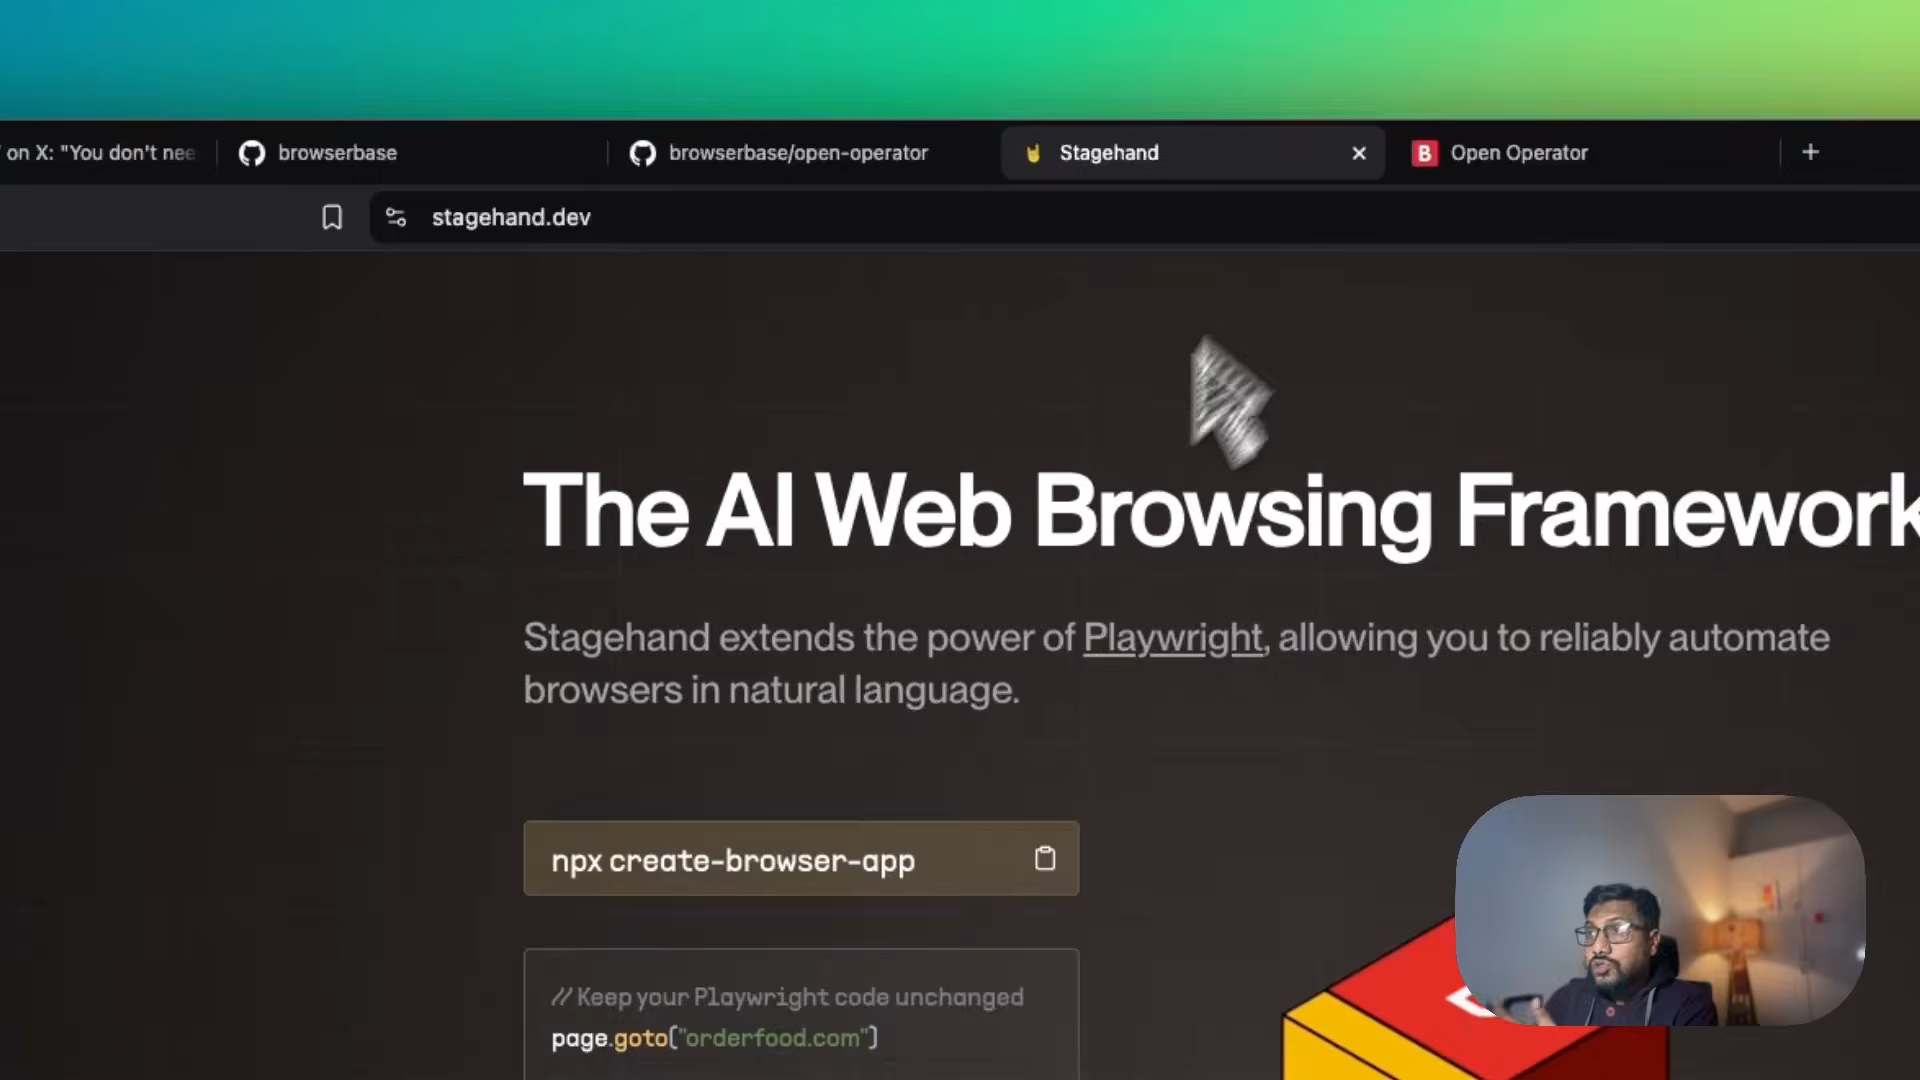 on X: "You don't nee
browserbase
browserbase/open-operator
Stagehand
B Open Operator
stagehand.dev
The AI Web Browsing Framework
Stagehand extends the power of Playwright, allowing you to reliably automate
browsers in natural language.
npx create-browser-app
// Keep your Playwright code unchanged
page.goto("orderfood.com")